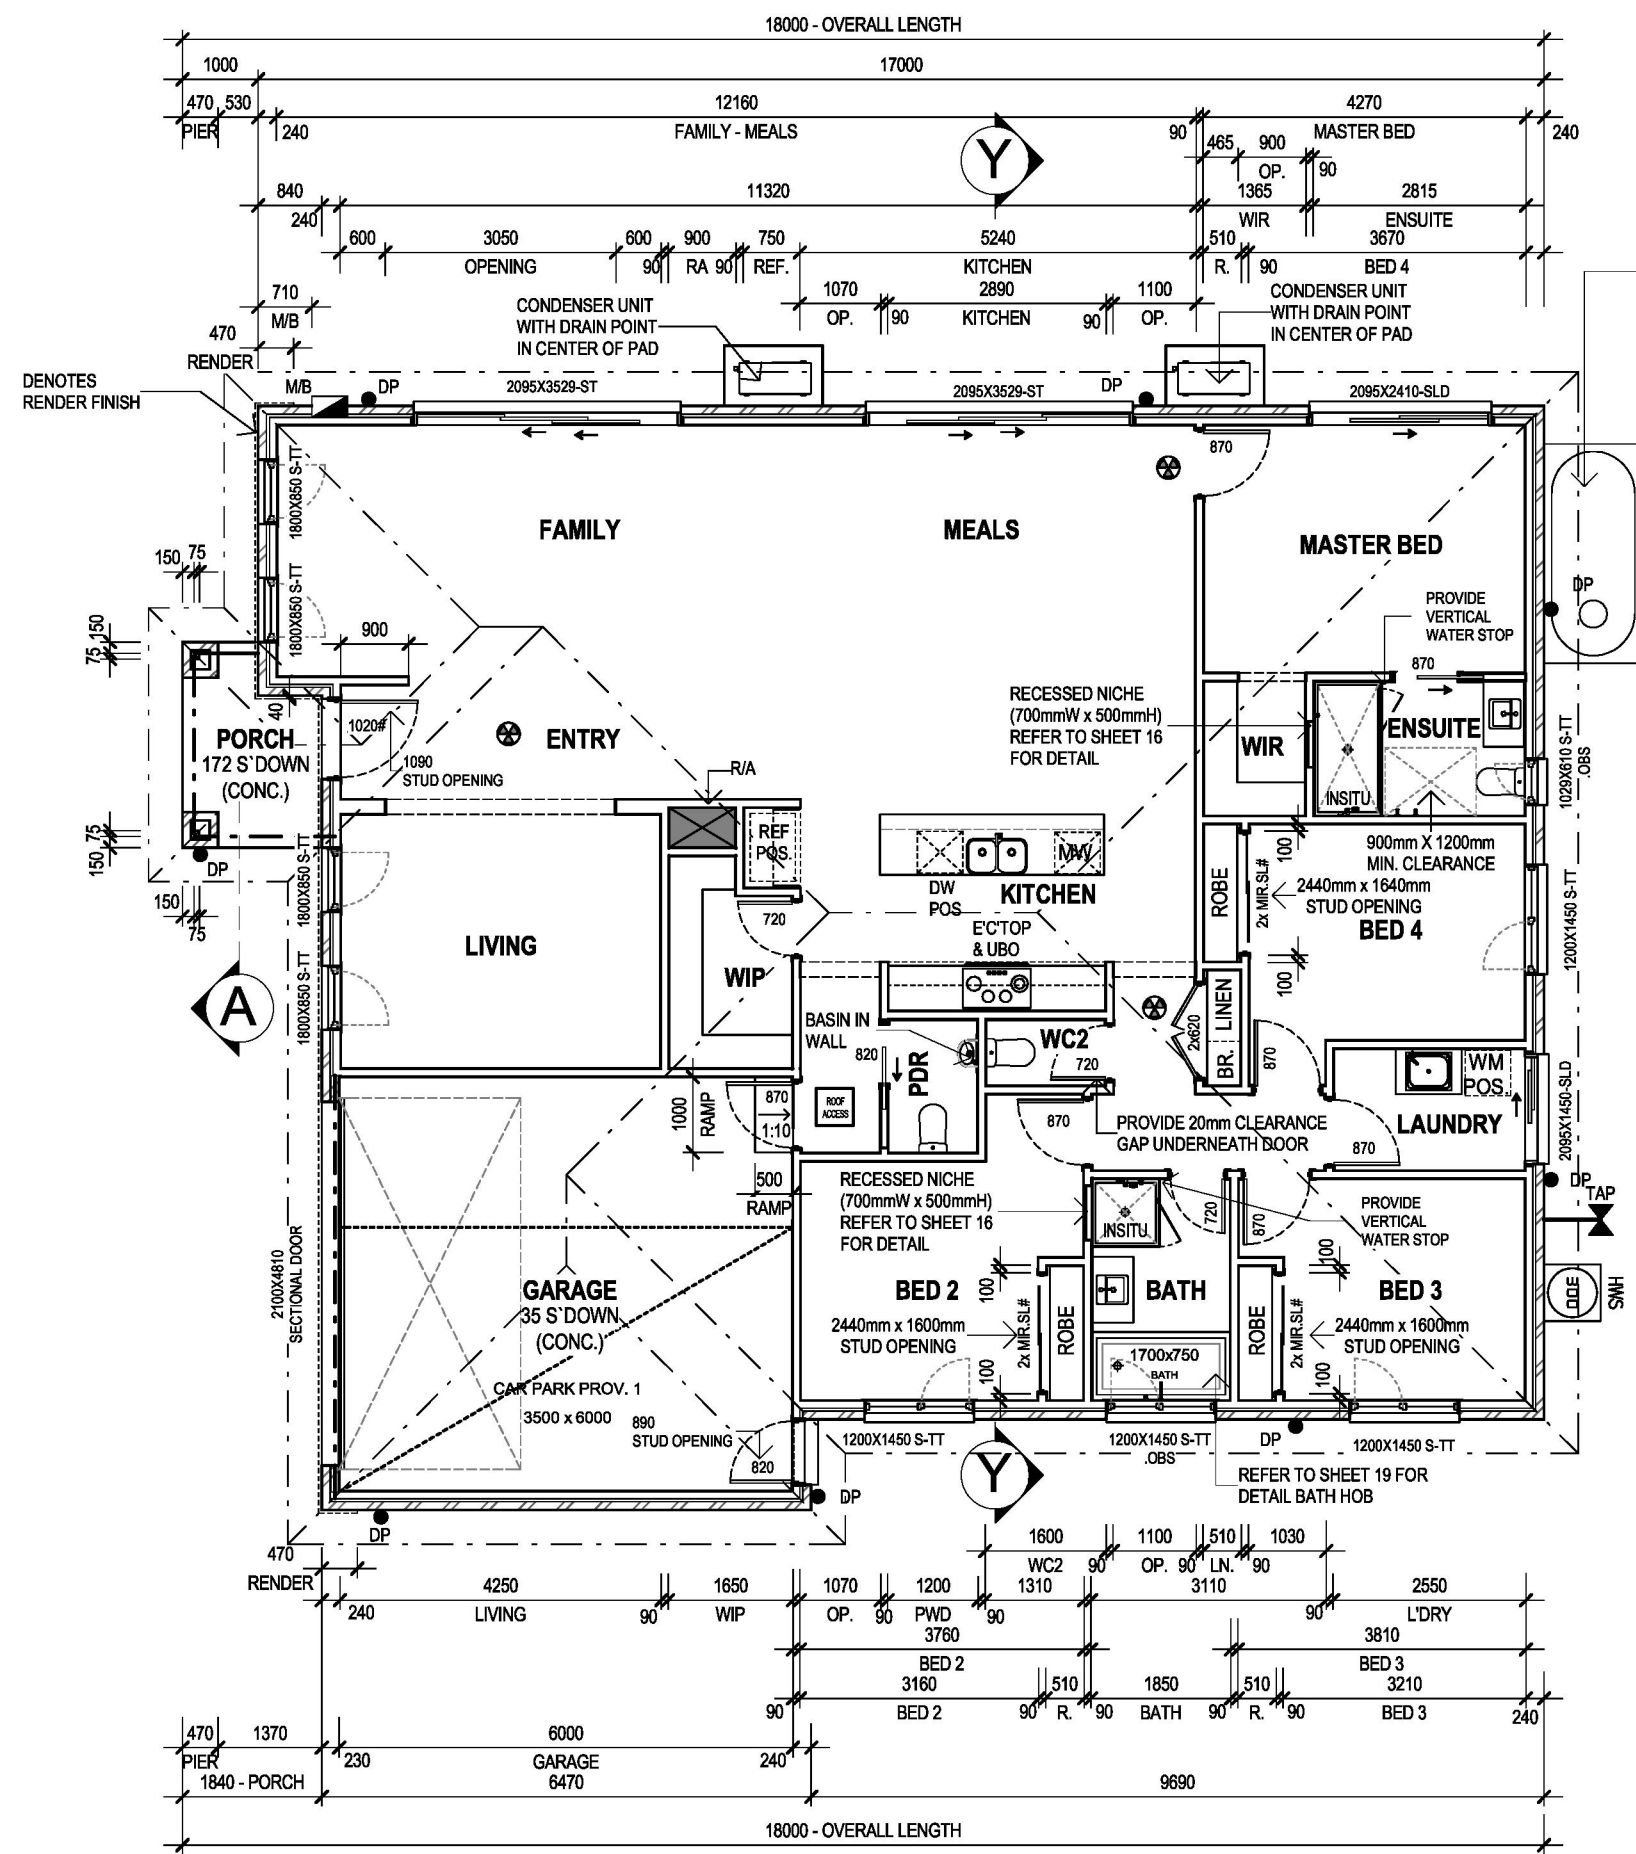 18000 - OVERALL LENGTH
1000 17000
470 530 12160 4270
PIER 240 FAMILY - MEALS 90 MASTER BED 240
Y
465 900
OP. 90
840 11320 1365 2815
240 WIR ENSUITE
600 3050 600 900 750 5240 510 3670
OPENING 90 RA 90 REF. KITCHEN R. 90 BED 4
710 1070 2890 1100
M/B OP. 90 KITCHEN 90 OP.
CONDENSER UNIT
WITH DRAIN POINT
IN CENTER OF PAD
CONDENSER UNIT
WITH DRAIN POINT
IN CENTER OF PAD
470
RENDER
DENOTES
RENDER FINISH
M/B DP 2095X3529-ST 2095X3529-ST DP 2095X2410-SLD
870
1800X850 S-TT
1800X850 S-TT
FAMILY MEALS MASTER BED
DP
150 75
150
75
900
PROVIDE
VERTICAL
WATER STOP
870
40
1020#
PORCH
172 S`DOWN
(CONC.)
ENTRY
1090
STUD OPENING
RECESSED NICHE
(700mmW x 500mmH)
REFER TO SHEET 16
FOR DETAIL
WIR
ENSUITE
INSITU
1029X610 S-TT
.OBS
R/A
REF
POS.
75
150
DP
150
75
1800X850 S-TT
1800X850 S-TT
MW
DW
POS
KITCHEN
E'C'TOP
& UBO
900mm X 1200mm
MIN. CLEARANCE
100
ROBE
2x MIR.SL#
2440mm x 1640mm
STUD OPENING
BED 4
100
1200X1450 S-TT
720
LIVING
WIP
A
BASIN IN
WALL
820
PDR
WC2
720
2x620
BR. LINEN
870
WM
POS.
2095X1450-SLD
870
1:10
1000
RAMP
ROOF
ACCESS
870
PROVIDE 20mm CLEARANCE
GAP UNDERNEATH DOOR
LAUNDRY
870
500
RAMP
RECESSED NICHE
(700mmW x 500mmH)
REFER TO SHEET 16
FOR DETAIL
INSITU
720
870
PROVIDE
VERTICAL
WATER STOP
DP
TAP
2100X4810
SECTIONAL DOOR
GARAGE
35 S`DOWN
(CONC.)
BED 2
2440mm x 1600mm
STUD OPENING
100
2x MIR.SL#
100
ROBE
BATH
1700x750
BATH
ROBE
2x MIR.SL#
100
BED 3
2440mm x 1600mm
STUD OPENING
100
HWS
CAR PARK PROV. 1
3500 x 6000
890
STUD OPENING
820
1200X1450 S-TT
1200X1450 S-TT
.OBS
DP
1200X1450 S-TT
Y
REFER TO SHEET 19 FOR
DETAIL BATH HOB
DP
DP
470
RENDER
1600 1100 510 1030
WC2 90 OP. 90 LN. 90
4250 1650 1070 1200 1310 3110 2550
240 LIVING 90 WIP OP. 90 PWD 90 90 L'DRY
3760 3810
BED 2 BED 3
3160 510 1850 510 3210
90 BED 2 R. 90 BATH 90 R. 90 BED 3 240
470 1370 6000
PIER 230 GARAGE 240
1840 - PORCH 6470 9690
18000 - OVERALL LENGTH